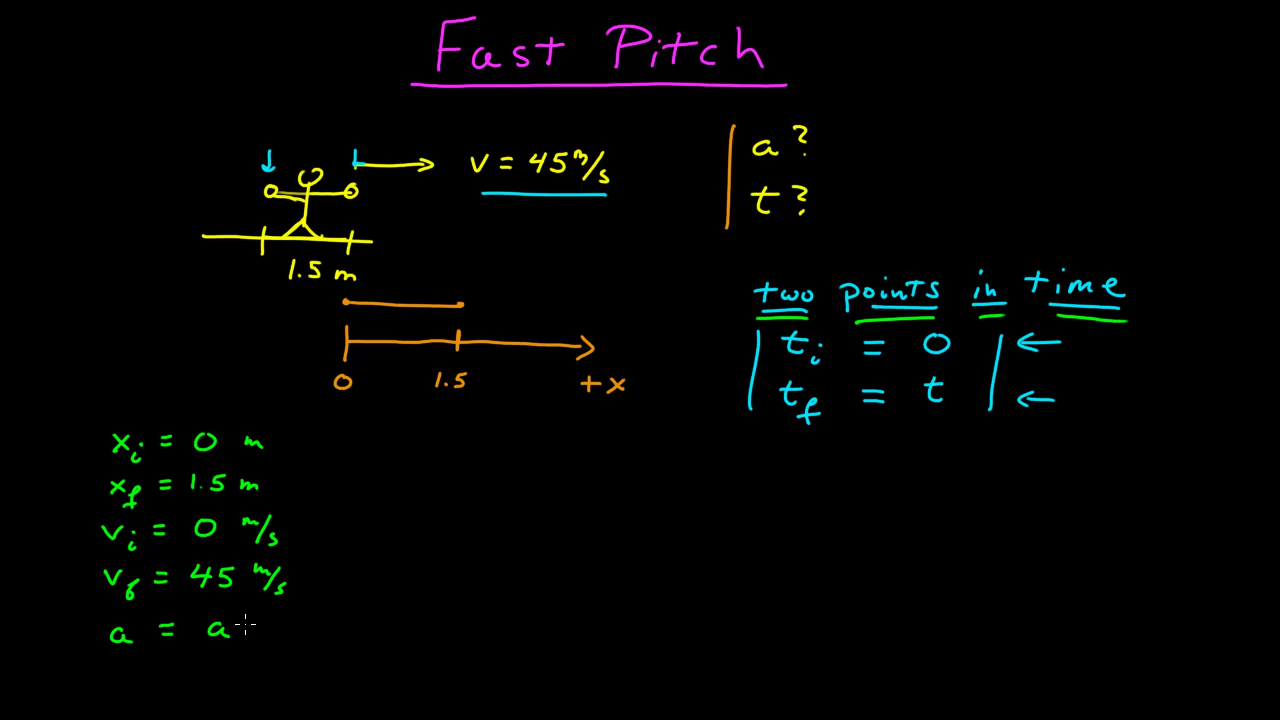 Fast Pitch
v = 45 m/s
a ?
t ?
1.5 m
0 1.5 +x
two points in time
ti = 0
tf = t
xi = 0 m
xf = 1.5 m
vi = 0 m/s
vf = 45 m/s
a = a